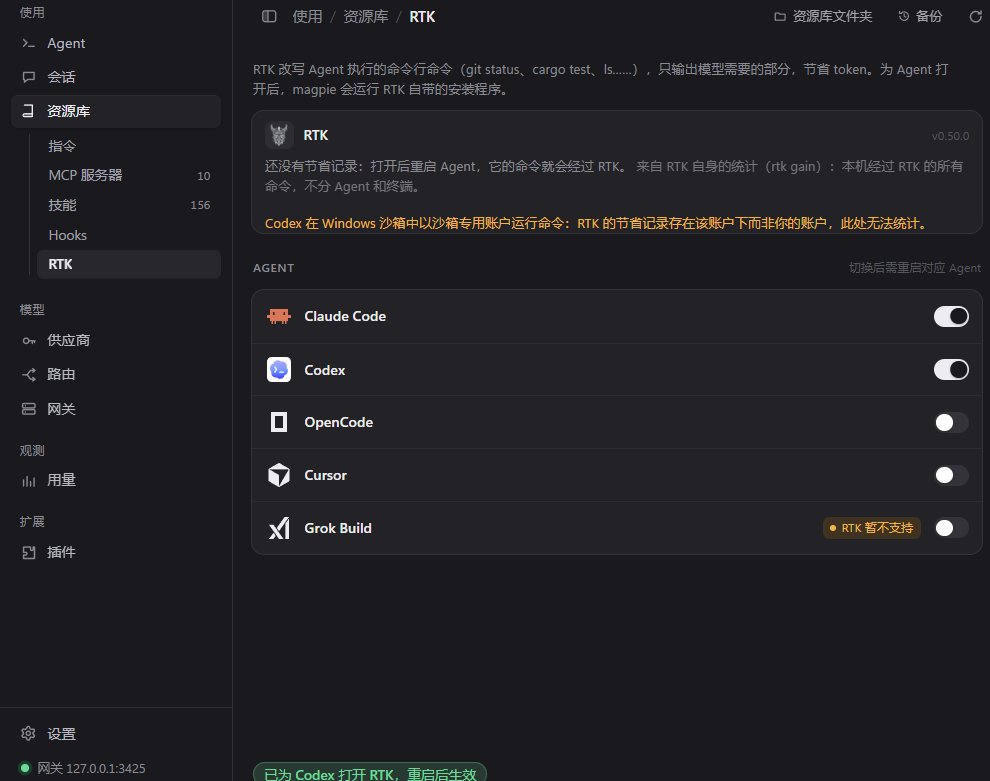 使用
Agent
会话
资源库
指令
MCP 服务器 10
技能 156
Hooks
RTK
模型
供应商
路由
网关
观测
用量
扩展
插件
设置
网关 127.0.0.1:3425
使用 / 资源库 / RTK
资源库文件夹 备份
RTK 改写 Agent 执行的命令行命令（git status、cargo test、ls……），只输出模型需要的部分，节省 token。为 Agent 打
开后，magpie 会运行 RTK 自带的安装程序。
RTK v0.50.0
还没有节省记录：打开后重启 Agent，它的命令就会经过 RTK。 来自 RTK 自身的统计（rtk gain）：本机经过 RTK 的所有
命令，不分 Agent 和终端。
Codex 在 Windows 沙箱中以沙箱专用账户运行命令：RTK 的节省记录存在该账户下而非你的账户，此处无法统计。
AGENT 切换后需重启对应 Agent
Claude Code
Codex
OpenCode
Cursor
Grok Build RTK 暂不支持
已为 Codex 打开 RTK，重启后生效